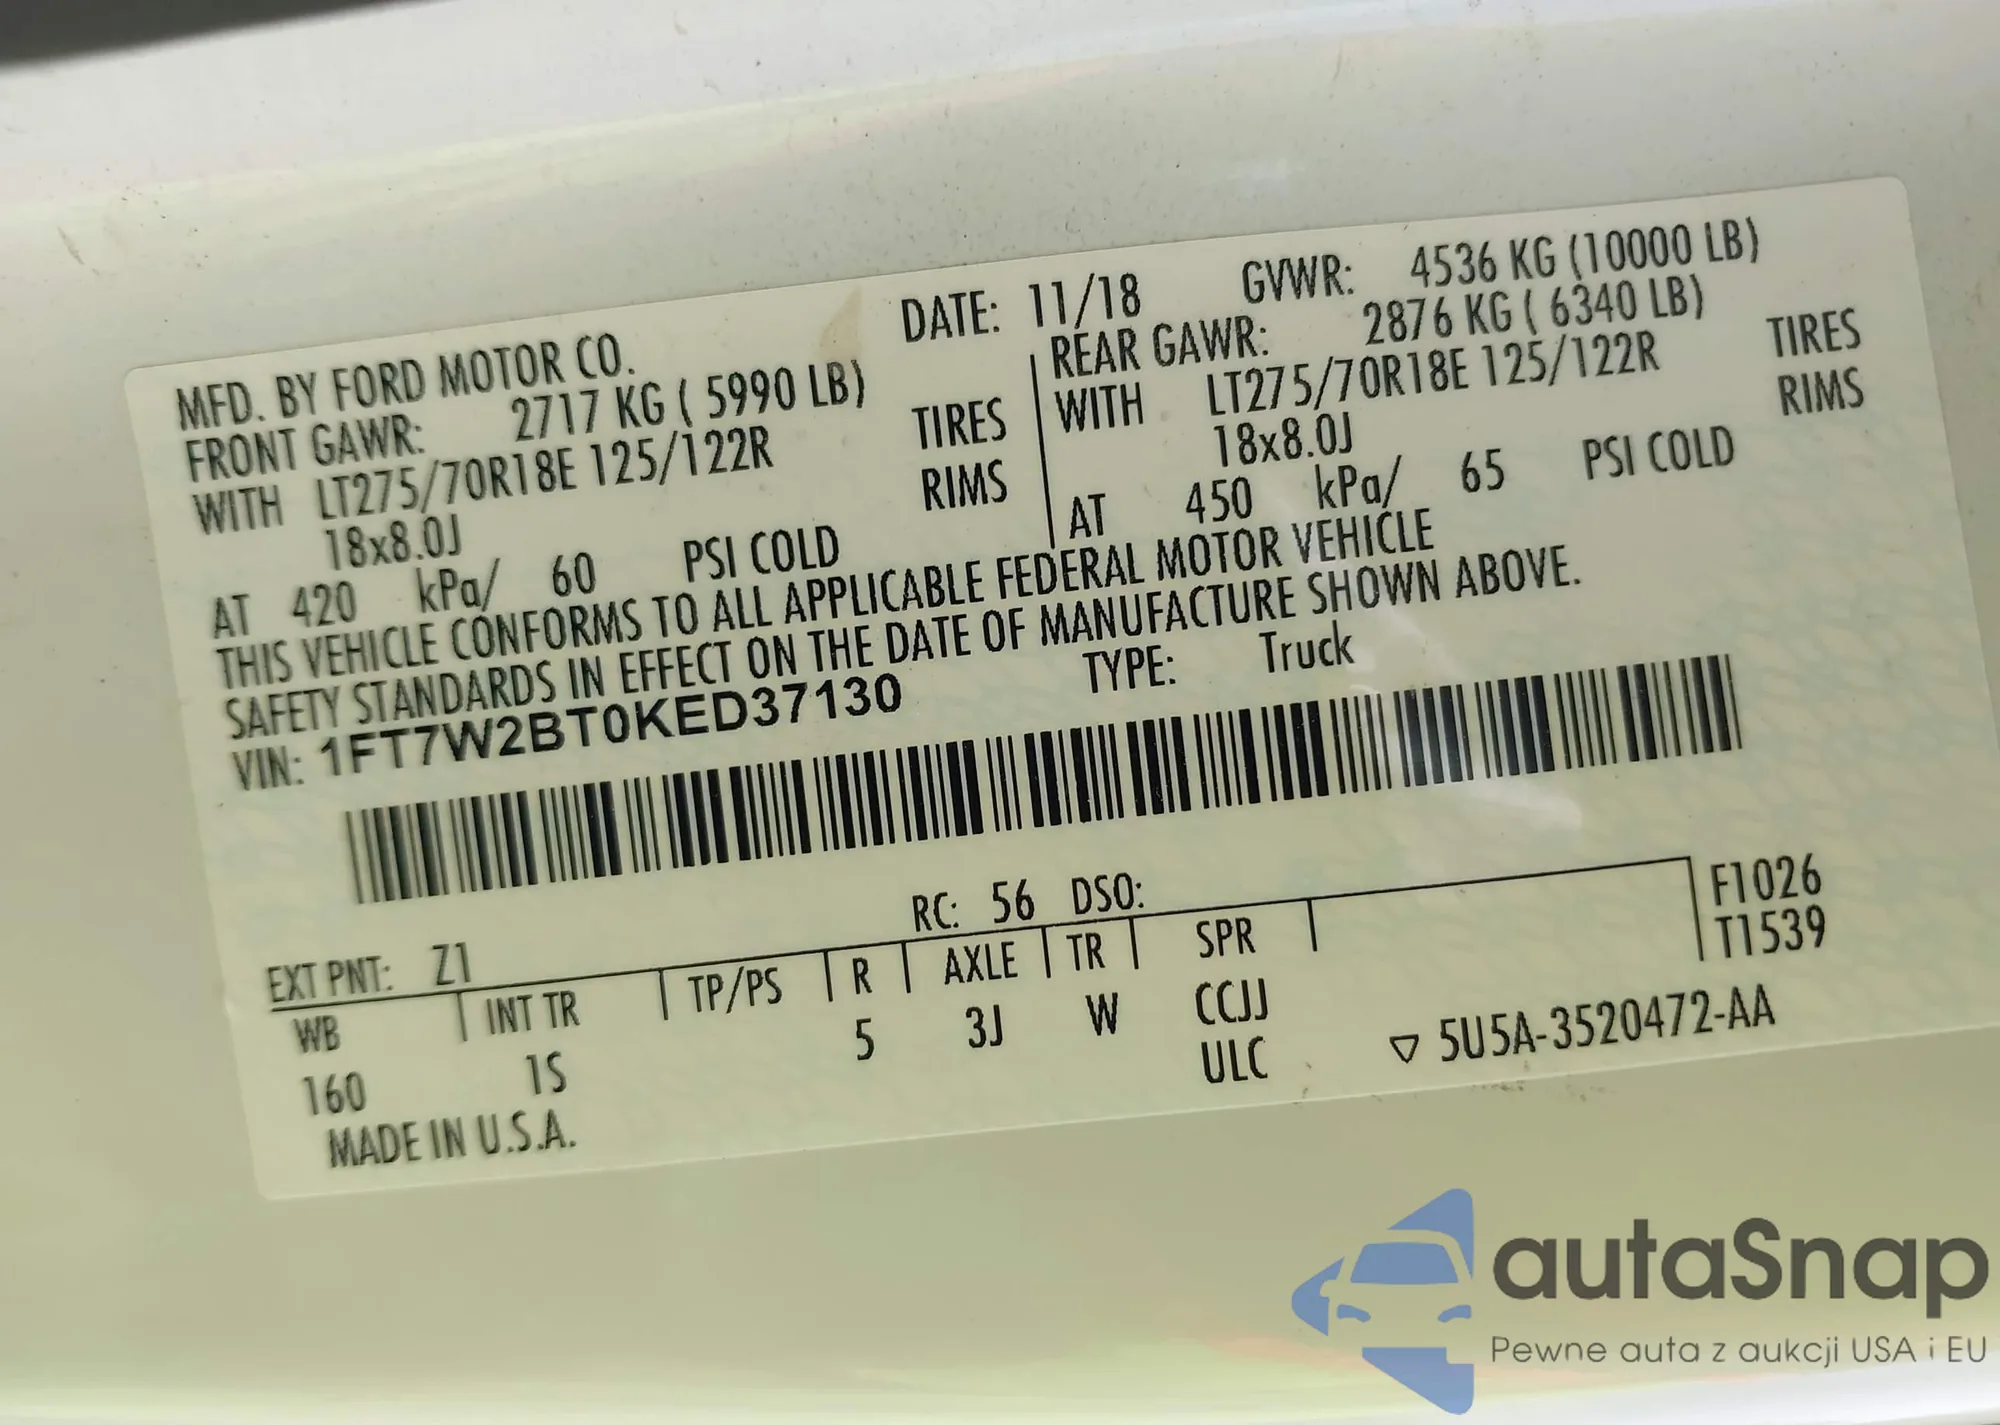 MFD. BY FORD MOTOR CO.
DATE: 11/18
GVWR: 4536 KG (10000 LB)
FRONT GAWR: 2717 KG ( 5990 LB)
WITH LT275/70R18E 125/122R TIRES
18x8.0J RIMS
AT 420 kPa/ 60 PSI COLD
REAR GAWR: 2876 KG ( 6340 LB)
WITH LT275/70R18E 125/122R TIRES
18x8.0J RIMS
AT 450 kPa/ 65 PSI COLD
THIS VEHICLE CONFORMS TO ALL APPLICABLE FEDERAL MOTOR VEHICLE
SAFETY STANDARDS IN EFFECT ON THE DATE OF MANUFACTURE SHOWN ABOVE.
VIN: 1FT7W2BT0KED37130
TYPE: Truck
EXT PNT: Z1 RC: 56 DSO:
F1026
T1539
WB INT TR TP/PS R AXLE TR SPR
160 1S 5 3J W CCJJ
ULC
▽ 5U5A-3520472-AA
MADE IN U.S.A.
autaSnap
Pewne auta z aukcji USA i EU